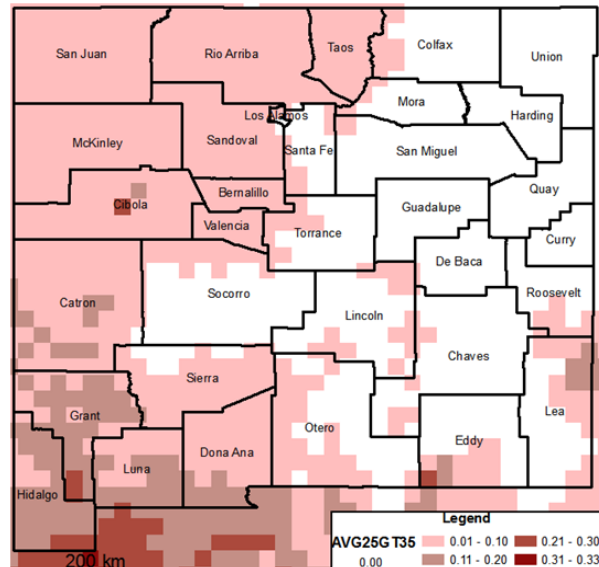 San Juan
Rio Arriba
Taos
Colfax
Union
Mora
Harding
Los Alamos
McKinley
Sandoval
Santa Fe
San Miguel
Quay
Cibola
Bernalillo
Guadalupe
Valencia
Torrance
Curry
De Baca
Catron
Socorro
Lincoln
Roosevelt
Chaves
Sierra
Grant
Lea
Otero
Eddy
Luna
Dona Ana
Hidalgo
200 km
Legend
AVG25GT35
0.00
0.01 - 0.10
0.11 - 0.20
0.21 - 0.30
0.31 - 0.33